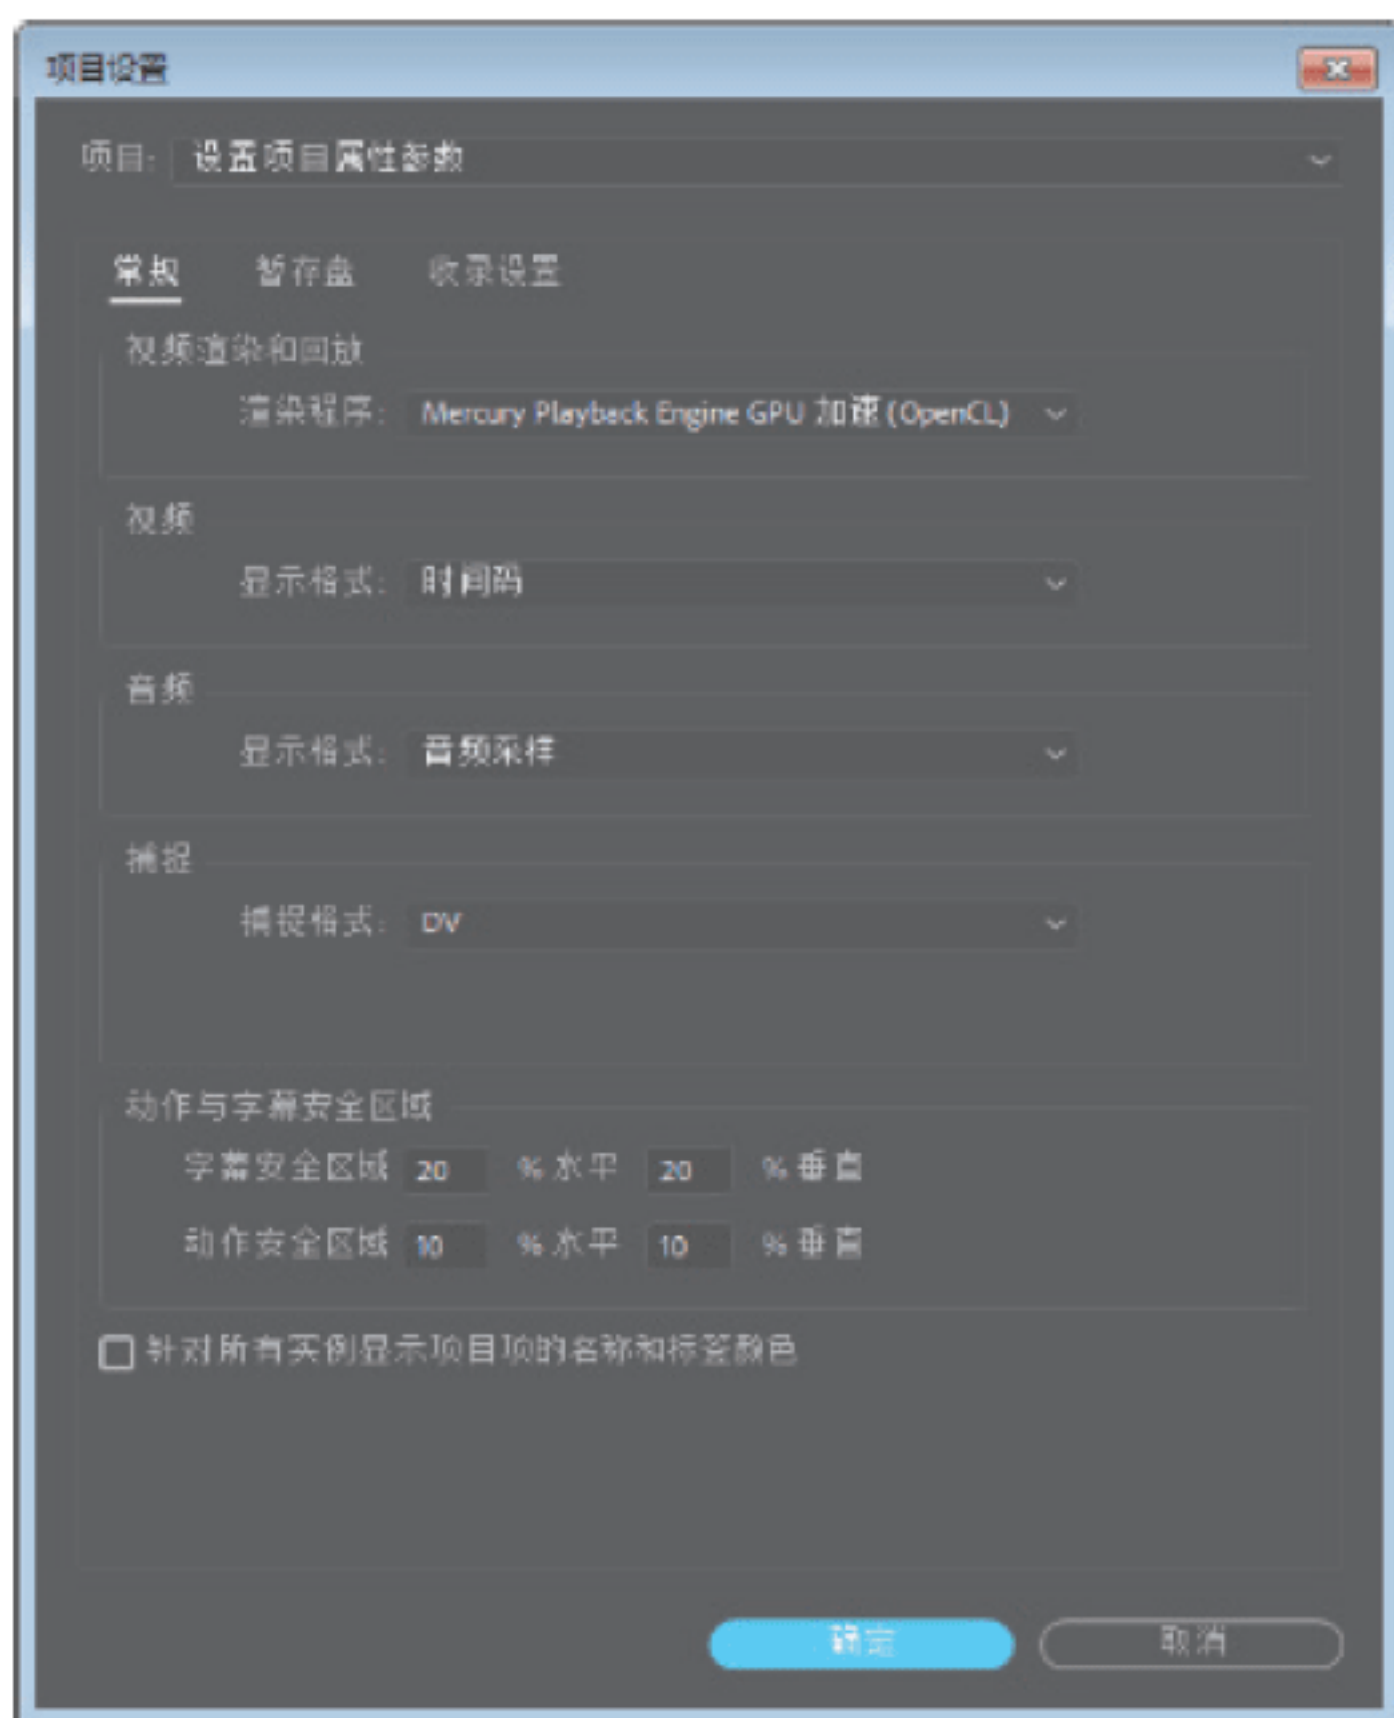 项目设置
项目: 设置项目属性参数
常规 暂存盘 收录设置
视频渲染和回放
渲染程序: Mercury Playback Engine GPU 加速 (OpenCL)
视频
显示格式: 时间码
音频
显示格式: 音频采样
捕捉
捕捉格式: DV
动作与字幕安全区域
字幕安全区域 20 % 水平 20 % 垂直
动作安全区域 10 % 水平 10 % 垂直
针对所有实例显示项目项的名称和标签颜色
确定 取消